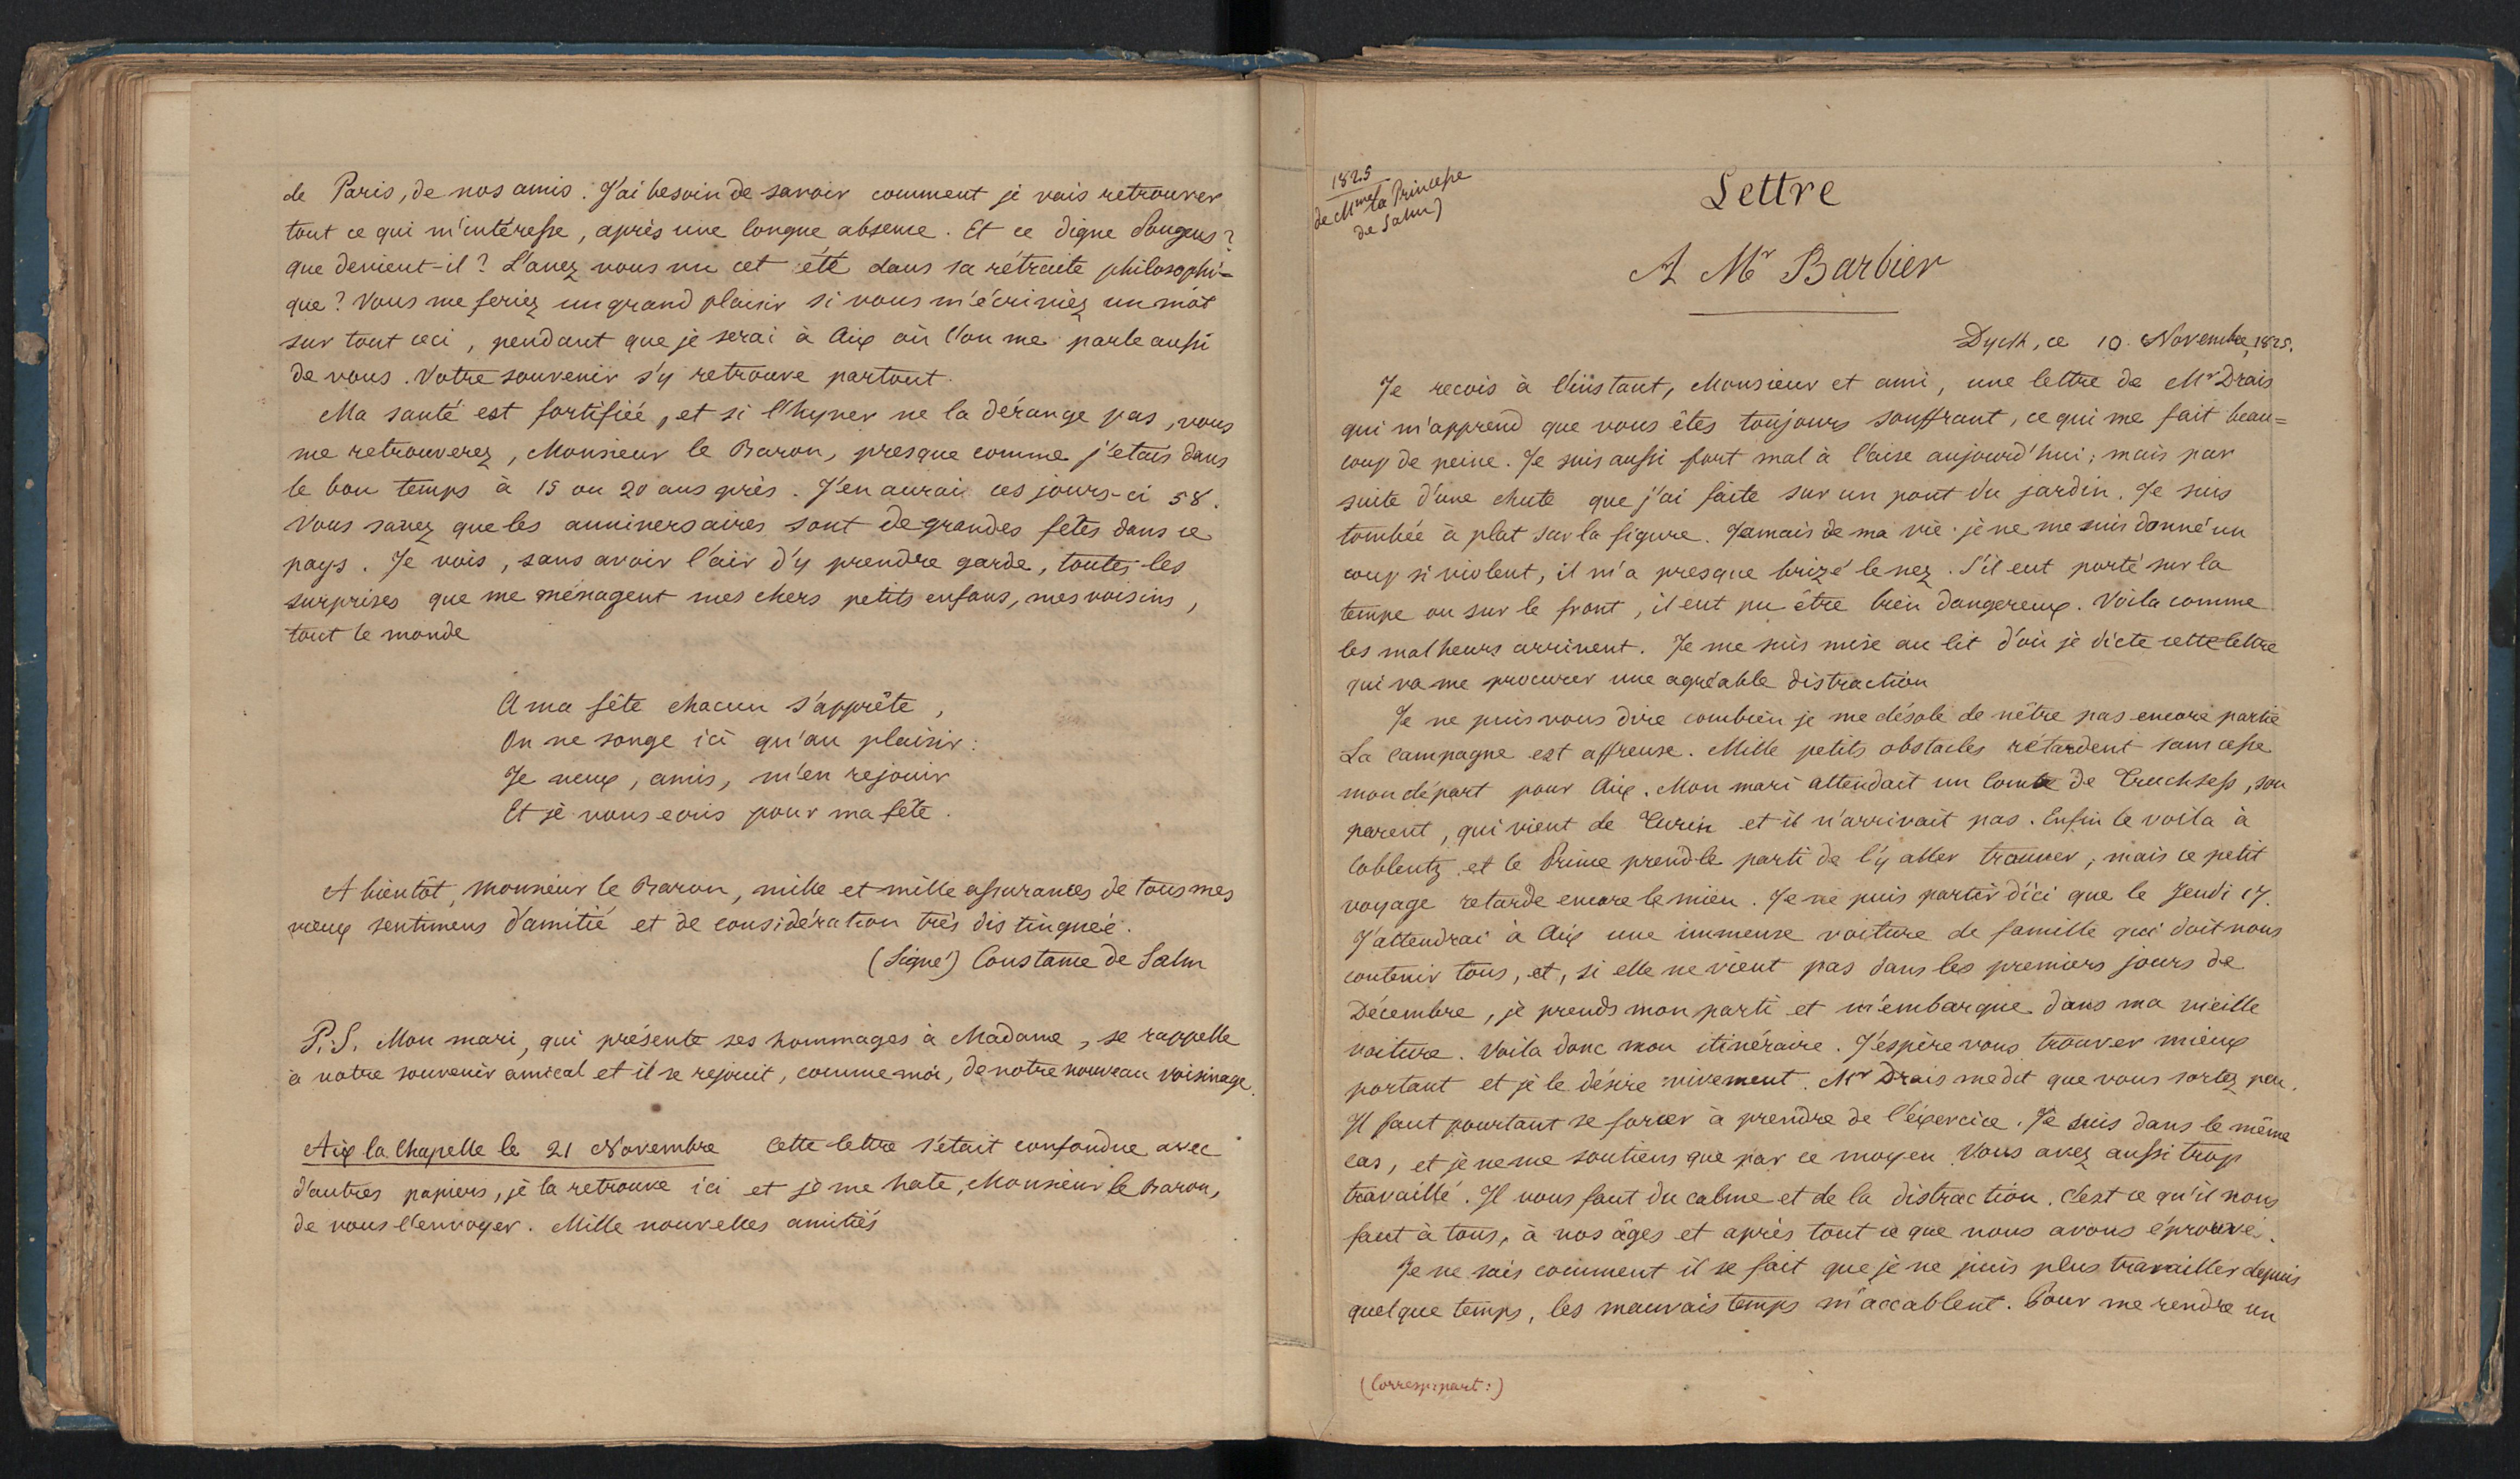 de Paris, de nos amis. J'ai besoin de savoir comment je vais retrouver
tout ce qui m'intéresse, après une longue absence. Et ce digne Pougens?
que devient-il? L'avez vous vu cet été dans sa rétraite philosophi-
que? Vous me feriez un grand plaisir si vous m'écriviez un mot
sur tout ceci, pendant que je serai à Aix où l'on me parle aussi
de vous. Votre souvenir s'y retrouve partout.
Ma santé est fortifiée, et si l'hyver ne la dérange pas, vous
me retrouverez, Monsieur le Baron, presque comme j'etais dans
le bon temps à 15 ou 20 ans près. J'en aurai ces jours-ci 58.
Vous savez que les anniversaires sont de grandes fêtes dans ce
pays. Je vois, sans avoir l'air d'y prendre garde, toutes les
surprises que me ménagent mes chers petits enfans, mes voisins,
tout le monde
A ma fête chacun s'apprête,
On ne songe ici qu'au plaisir:
Je veux, amis, m'en rejouir
Et je vous ecris pour ma fête.
A bientôt, monsieur le Baron, mille et mille assurances de tous mes
vieux sentimens d'amitié et de considération très distinguée.
(Signé) Constance de Salm
P.S. Mon mari, qui présente ses hommages à Madame, se rappelle
à votre souvenir amical et il se rejouit, comme moi, de notre nouveau voisinage.
Aix la Chapelle le 21 Novembre Cette lettre s'était confondue avec
d'autres papiers, je la retrouve ici et je me hate, Monsieur le Baron,
de vous l'envoyer. Mille nouvelles amitiés
1825
de Mme la Princesse
de Salm)
Lettre
A Mr Barbier
Dyck, ce 10 Novembre, 1825.
Je recois à l'instant, Monsieur et ami, une lettre de Mr Drais
qui m'apprend que vous êtes toujours souffrant, ce qui me fait beau=
coup de peine. Je suis aussi fort mal à l'aise aujourd'hui; mais par
suite d'une chute que j'ai faite sur un pont du jardin. Je suis
tombée à plat sur la figure. Jamais de ma vie je ne me suis donné un
coup si violent, il m'a presque brizé le nez. S'il eut porté sur la
tempe ou sur le front, il eut pu être bien dangereux. Voila comme
les malheurs arrivent. Je me suis mise au lit d'où je dicte cette lettre
qui va me procurer une agréable distraction
Je ne puis vous dire combien je me désole de n'être pas encore partie
La campagne est affreuse. Mille petits obstacles rétardent sans cesse
mon départ pour Aix. Mon mari attendait un Comte de Truchsess, son
parent, qui vient de Turin et il n'arrivait pas. Enfin le voila à
Coblentz et le Prince prend le parti de l'y aller trouver; mais ce petit
voyage retarde encore le mien. Je ne puis partir d'ici que le Jeudi 17.
J'attendrai à Aix une immense voiture de famille qui doit nous
contenir tous, et, si elle ne vient pas dans les premiers jours de
Décembre, je prends mon parti et m'embarque dans ma vieille
voiture. Voila donc mon itinéraire. J'espère vous trouver mieux
portant et je le désire vivement. Mr Drais me dit que vous sortez peu.
Il faut pourtant se forcer à prendre de l'éxercice. Je suis dans le même
cas, et je ne me soutiens que par ce moyen. Vous avez aussi trop
travaillé. Il vous faut du calme et de la distraction. C'est ce qu'il nous
faut à tous, à nos âges et après tout ce que nous avons éprouvé.
Je ne sais comment il se fait que je ne puis plus travailler depuis
quelque temps, les mauvais temps m'accablent. Pour me rendre un
(Corresp: part:)